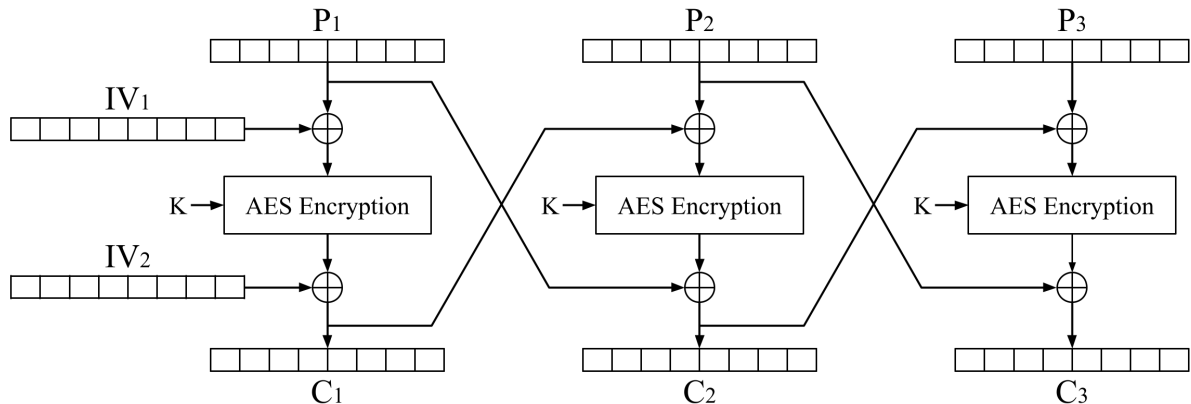 P1 P2 P3
IV1
K AES Encryption K AES Encryption K AES Encryption
IV2
C1 C2 C3